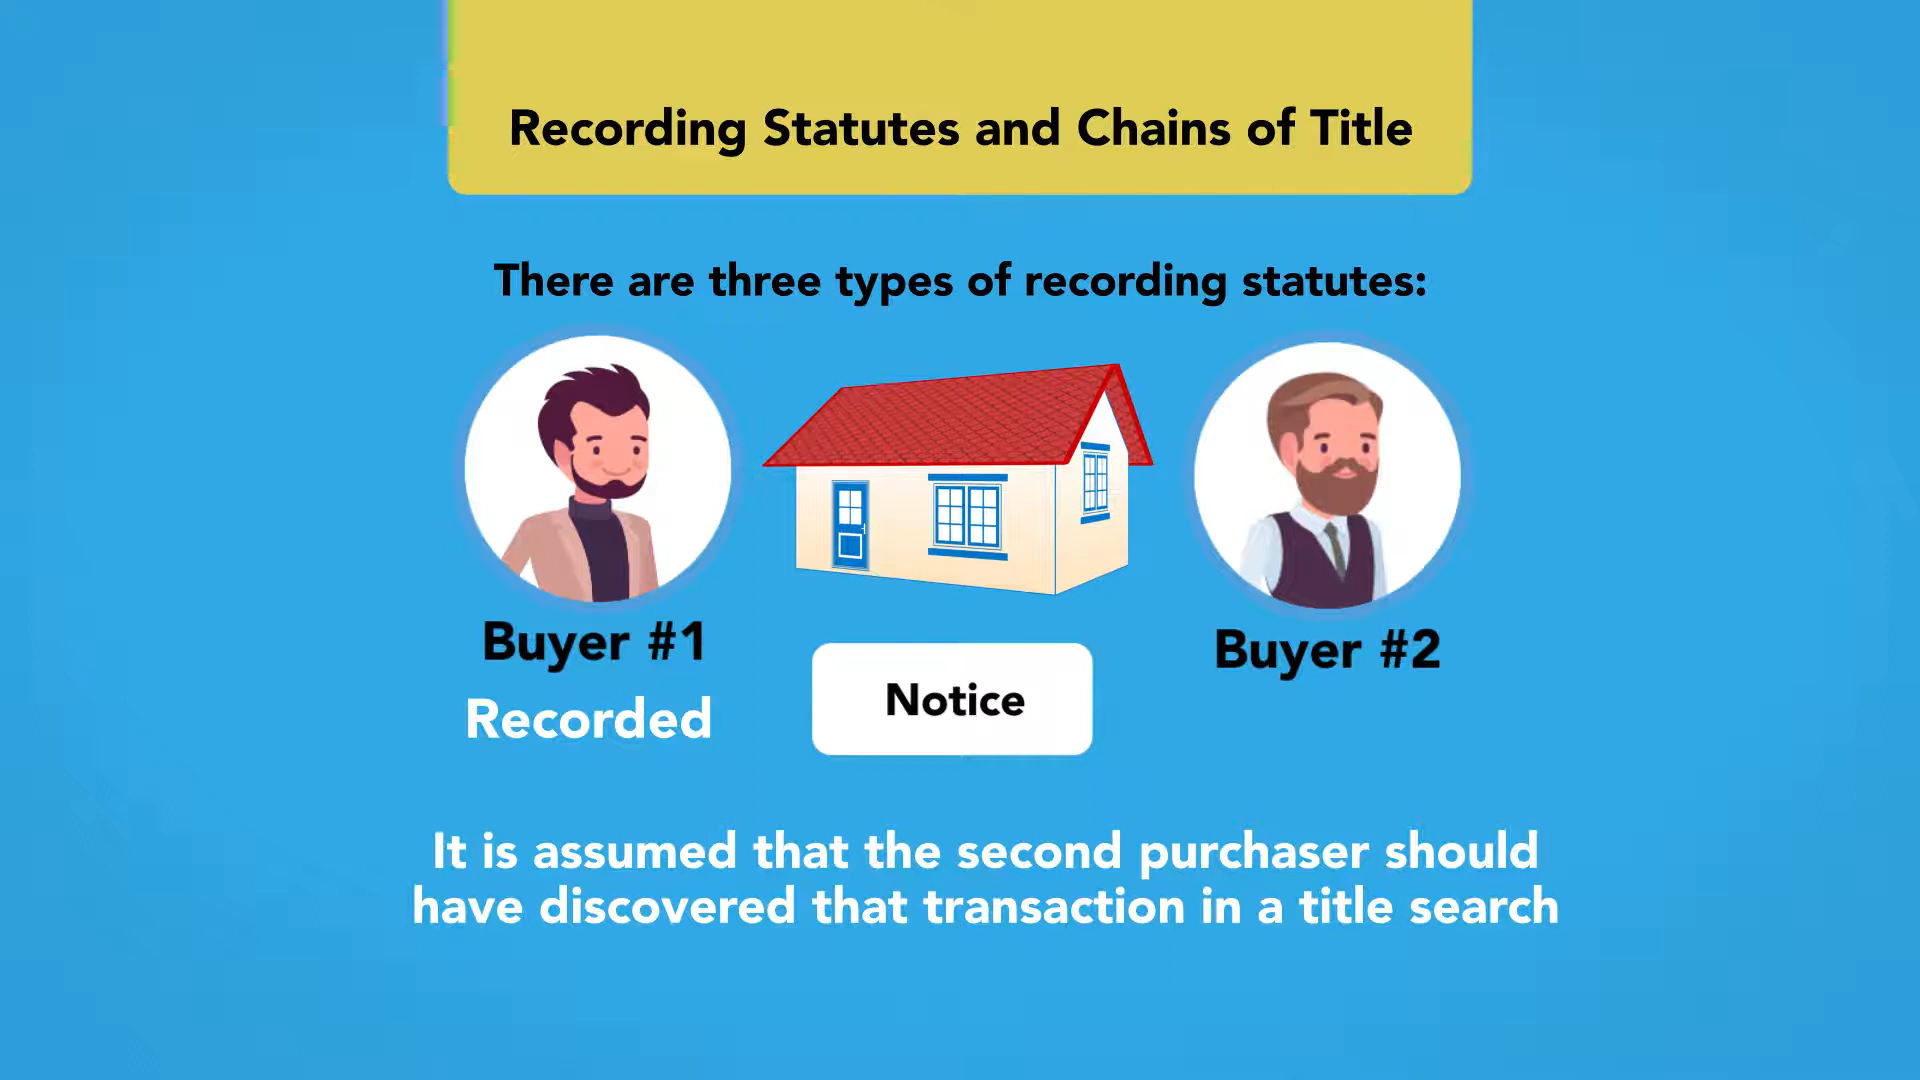 Recording Statutes and Chains of Title
There are three types of recording statutes:
Buyer #1
Buyer #2
Recorded
Notice
It is assumed that the second purchaser should
have discovered that transaction in a title search